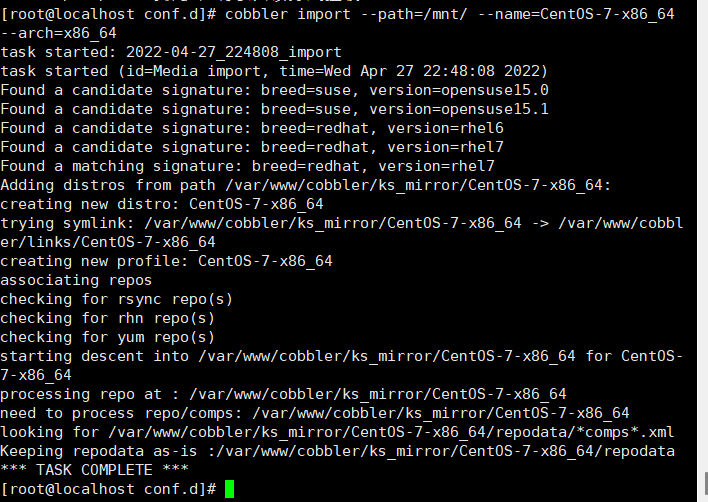 [root@localhost conf.d]# cobbler import --path=/mnt/ --name=CentOS-7-x86_64
--arch=x86_64
task started: 2022-04-27_224808_import
task started (id=Media import, time=Wed Apr 27 22:48:08 2022)
Found a candidate signature: breed=suse, version=opensuse15.0
Found a candidate signature: breed=suse, version=opensuse15.1
Found a candidate signature: breed=redhat, version=rhel6
Found a candidate signature: breed=redhat, version=rhel7
Found a matching signature: breed=redhat, version=rhel7
Adding distros from path /var/www/cobbler/ks_mirror/CentOS-7-x86_64:
creating new distro: CentOS-7-x86_64
trying symlink: /var/www/cobbler/ks_mirror/CentOS-7-x86_64 -> /var/www/cobbl
er/links/CentOS-7-x86_64
creating new profile: CentOS-7-x86_64
associating repos
checking for rsync repo(s)
checking for rhn repo(s)
checking for yum repo(s)
starting descent into /var/www/cobbler/ks_mirror/CentOS-7-x86_64 for CentOS-
7-x86_64
processing repo at : /var/www/cobbler/ks_mirror/CentOS-7-x86_64
need to process repo/comps: /var/www/cobbler/ks_mirror/CentOS-7-x86_64
looking for /var/www/cobbler/ks_mirror/CentOS-7-x86_64/repodata/*comps*.xml
Keeping repodata as-is :/var/www/cobbler/ks_mirror/CentOS-7-x86_64/repodata
*** TASK COMPLETE ***
[root@localhost conf.d]#